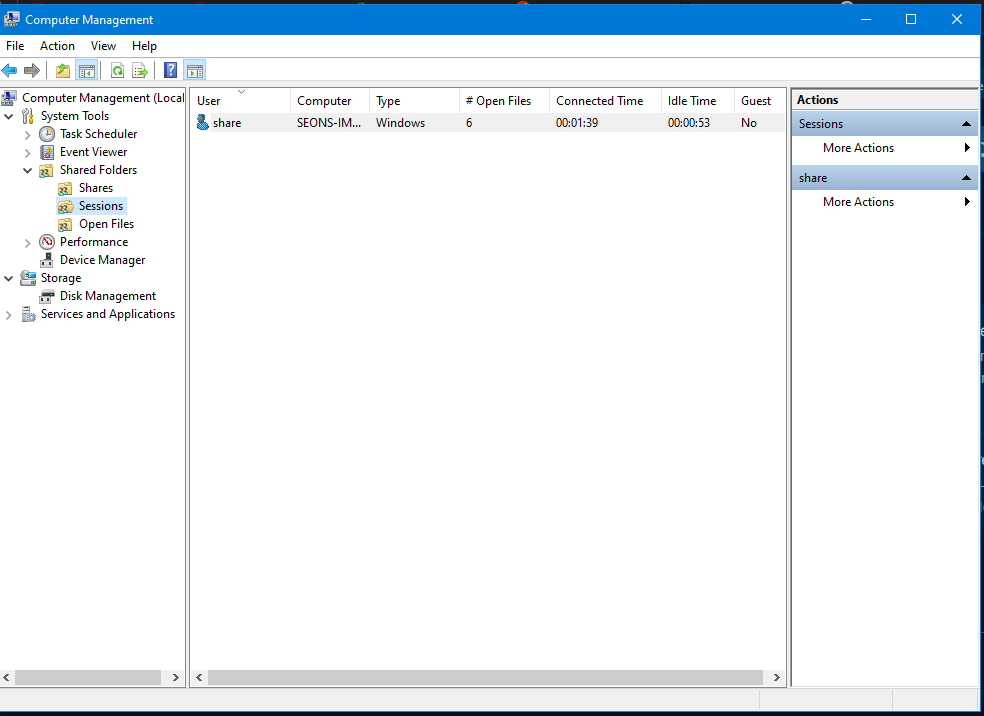 Computer Management
File Action View Help
Computer Management (Local
System Tools
Task Scheduler
Event Viewer
Shared Folders
Shares
Sessions
Open Files
Performance
Device Manager
Storage
Disk Management
Services and Applications
User Computer Type # Open Files Connected Time Idle Time Guest
share SEONS-IM... Windows 6 00:01:39 00:00:53 No
Actions
Sessions
More Actions
share
More Actions